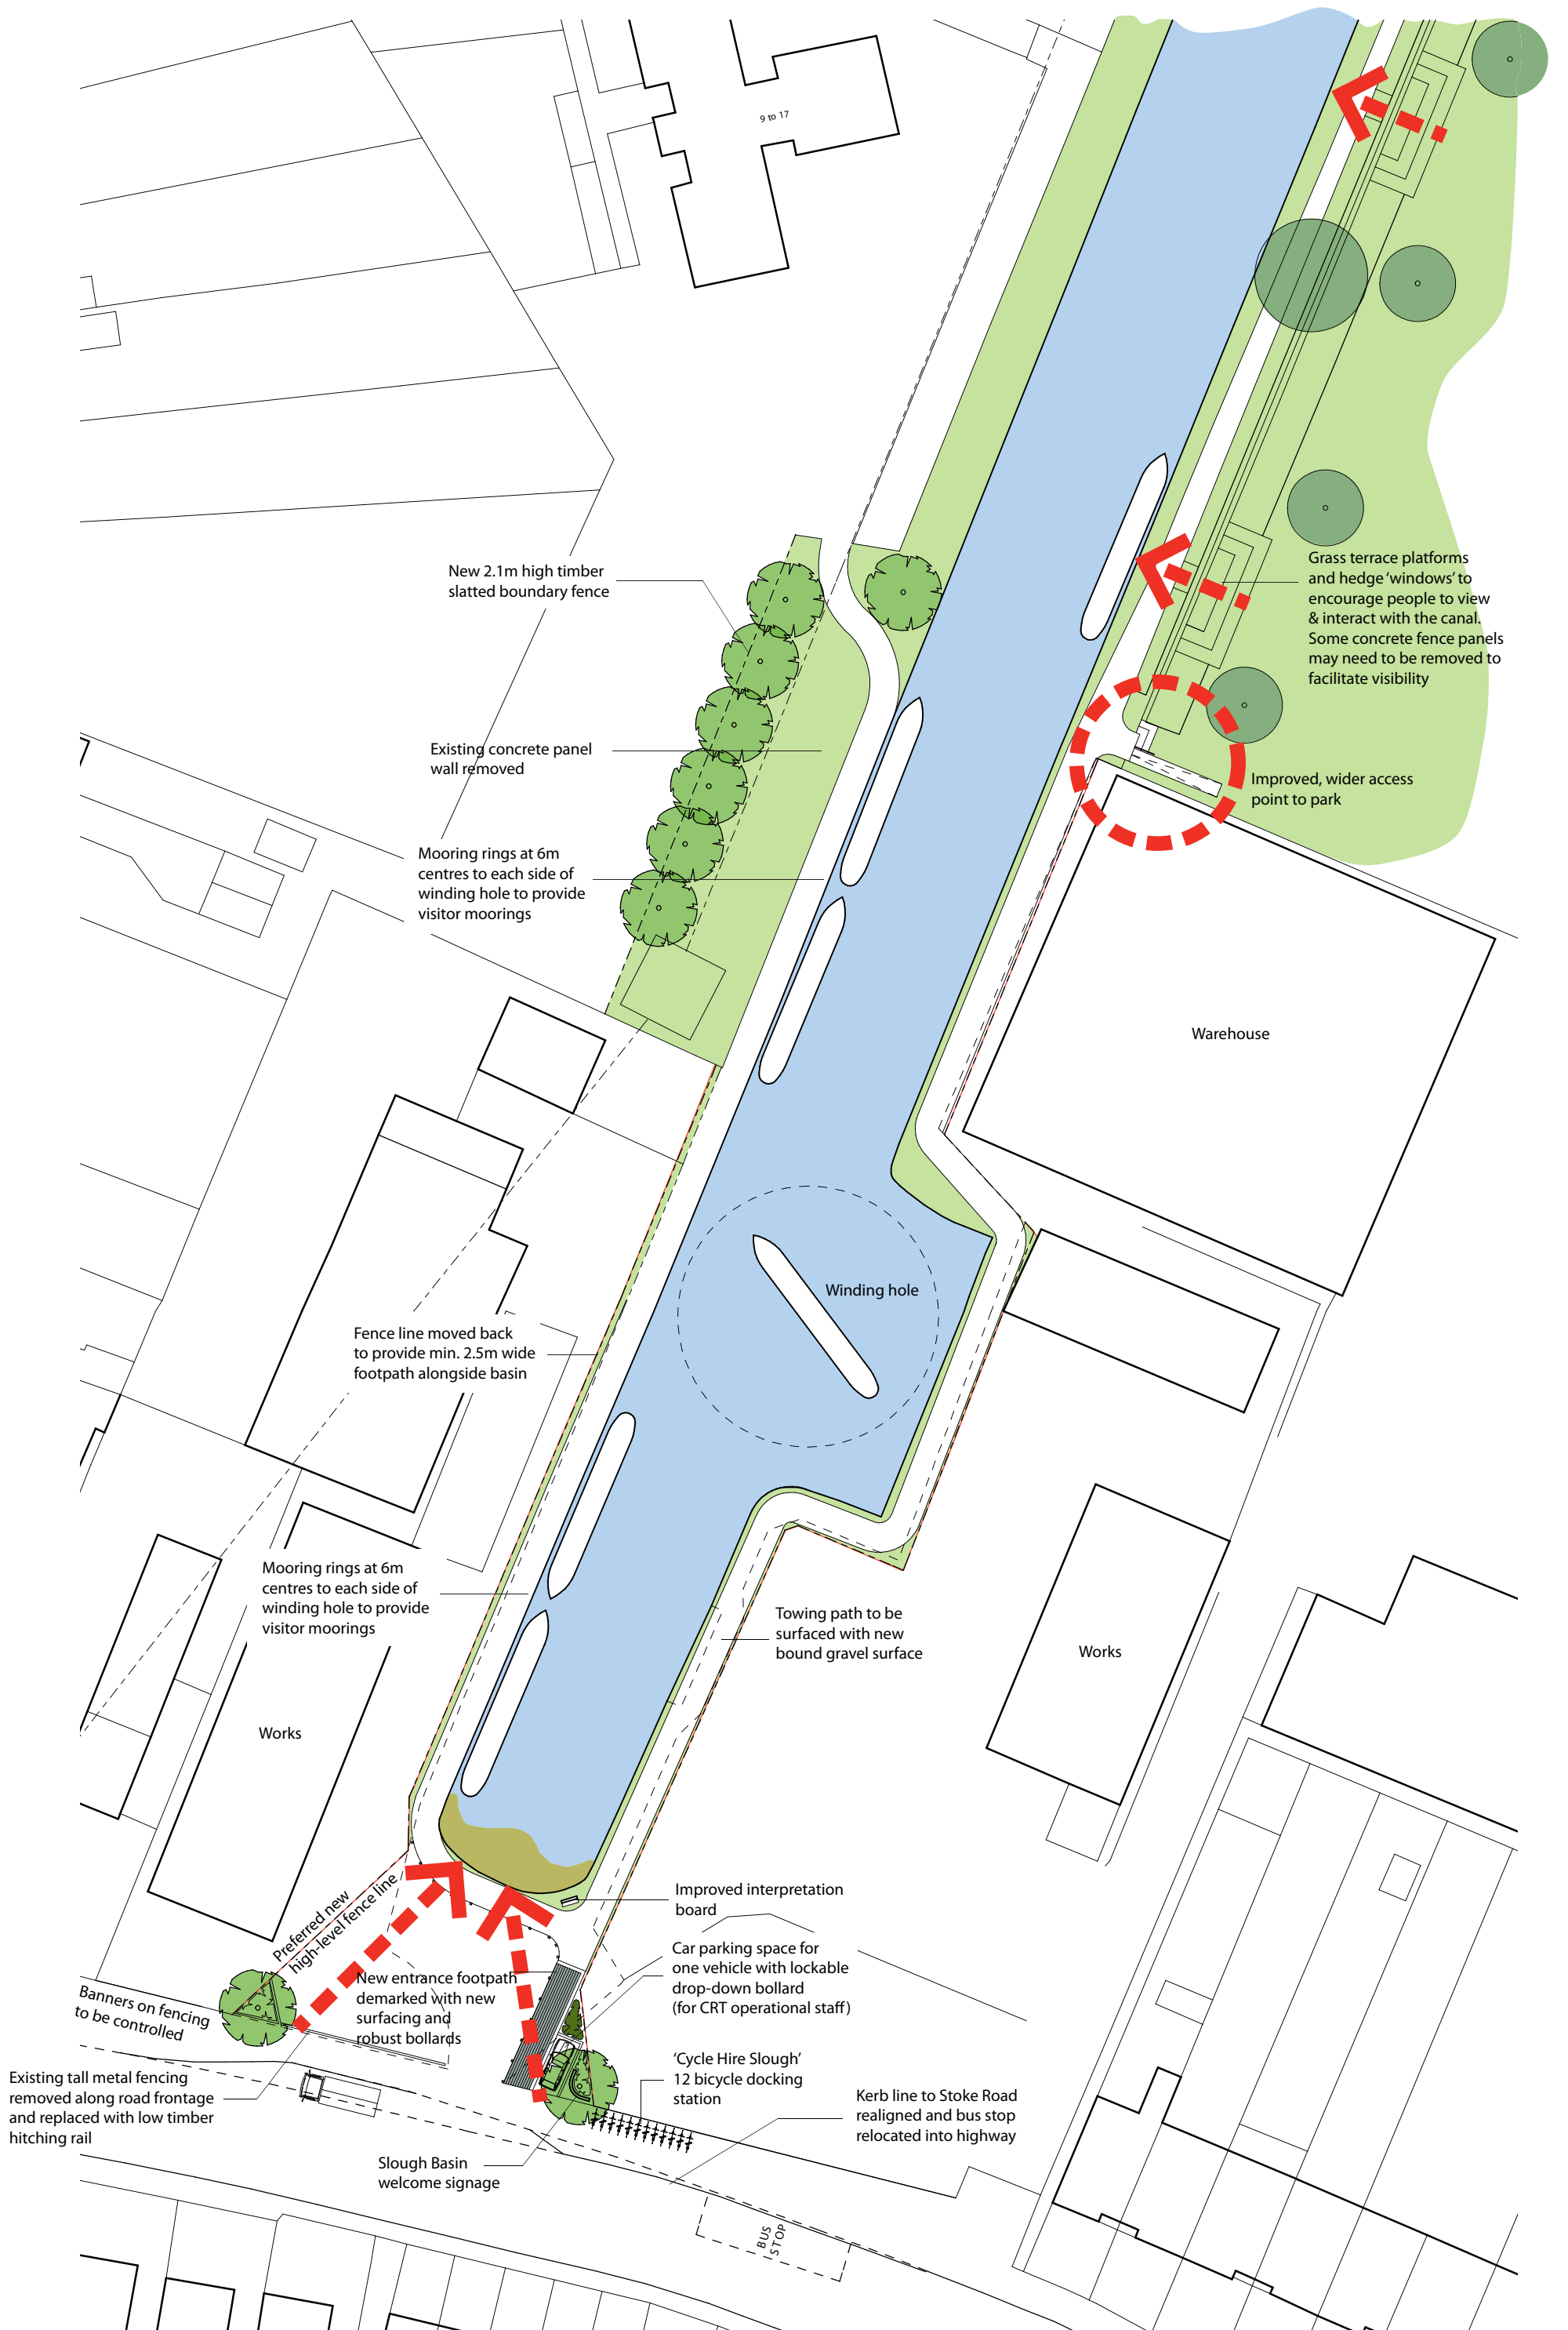 9 to 17
New 2.1m high timber
slatted boundary fence
Grass terrace platforms
and hedge ‘windows’ to
encourage people to view
& interact with the canal.
Some concrete fence panels
may need to be removed to
facilitate visibility
Existing concrete panel
wall removed
Improved, wider access
point to park
Mooring rings at 6m
centres to each side of
winding hole to provide
visitor moorings
Warehouse
Winding hole
Fence line moved back
to provide min. 2.5m wide
footpath alongside basin
Mooring rings at 6m
centres to each side of
winding hole to provide
visitor moorings
Towing path to be
surfaced with new
bound gravel surface
Works
Works
Improved interpretation
board
Preferred new
high-level fence line
Car parking space for
one vehicle with lockable
drop-down bollard
(for CRT operational staff)
New entrance footpath
demarked with new
surfacing and
robust bollards
Banners on fencing
to be controlled
‘Cycle Hire Slough’
12 bicycle docking
station
Existing tall metal fencing
removed along road frontage
and replaced with low timber
hitching rail
Kerb line to Stoke Road
realigned and bus stop
relocated into highway
Slough Basin
welcome signage
BUS
STOP